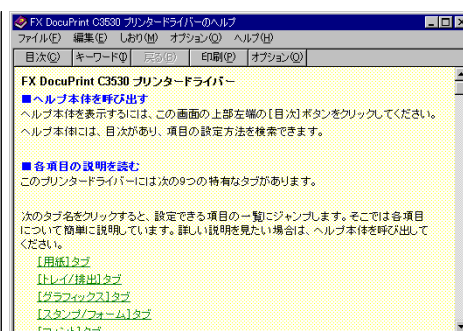 FX DocuPrint C3530 プリンタードライバーのヘルプ
ファイル(F) 編集(E) しおり(M) オプション(O) ヘルプ(H)
目次(C) キーワード(I) 戻る(B) 印刷(P) オプション(O)
FX DocuPrint C3530 プリンタードライバー
■ヘルプ本体を呼び出す
ヘルプ本体を表示するには、この画面の上部左端の[目次]ボタンをクリックしてください。
ヘルプ本体には、目次があり、項目の設定方法を検索できます。
■各項目の説明を読む
このプリンタードライバーには次の9つの特有なタブがあります。
次のタブ名をクリックすると、設定できる項目の一覧にジャンプします。そこでは各項目
について簡単に説明しています。詳しい説明を見たい場合は、ヘルプ本体を呼び出して
ください。
[用紙]タブ
[トレイ/排出]タブ
[グラフィックス]タブ
[スタンプ/フォーム]タブ
[フォント]タブ